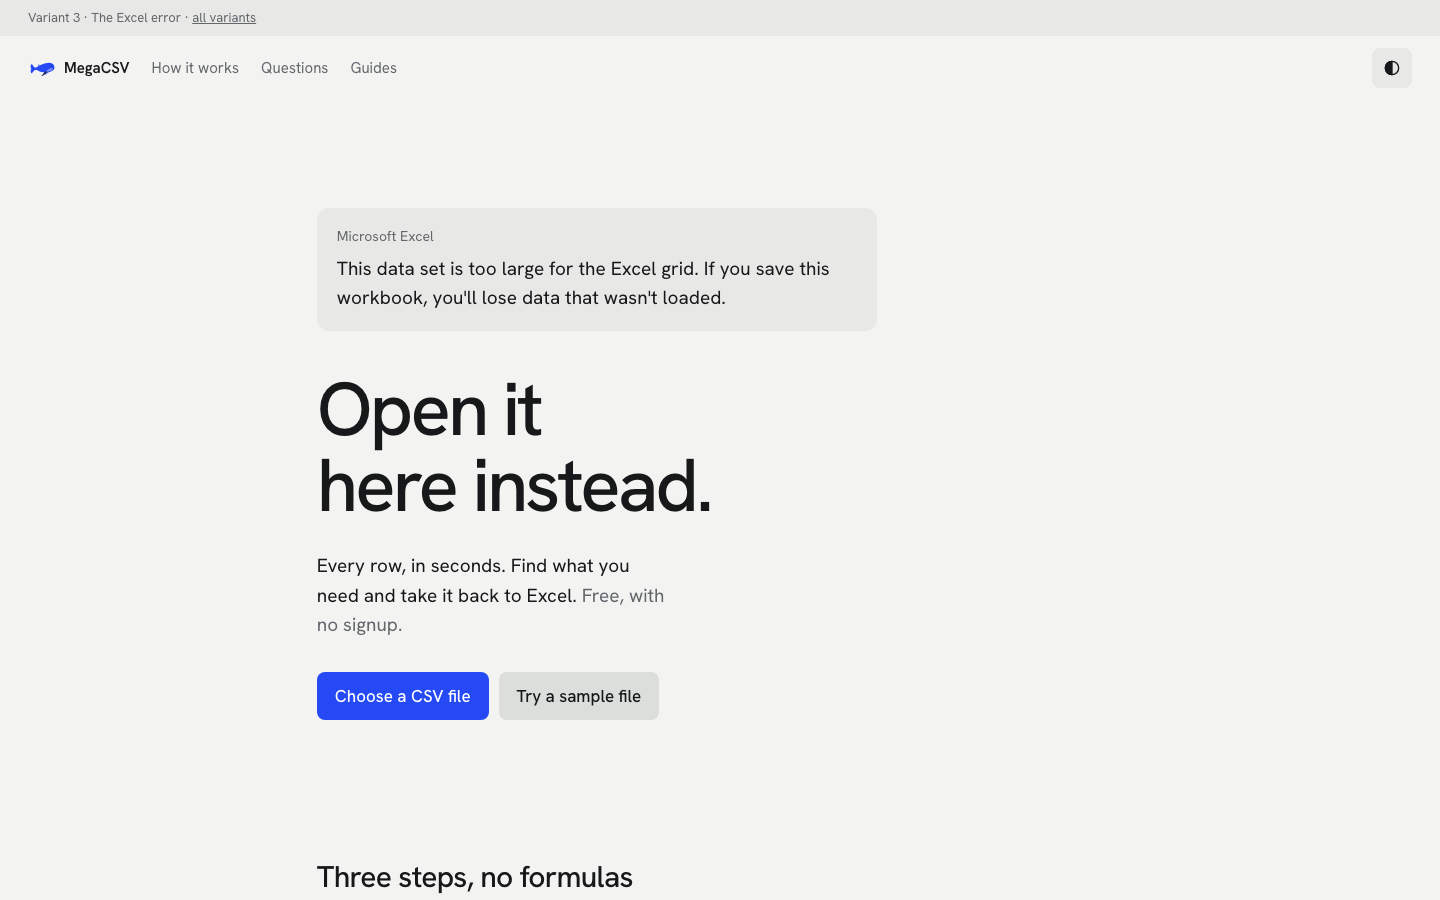 Variant 3 · The Excel error · all variants
MegaCSV How it works Questions Guides
Microsoft Excel
This data set is too large for the Excel grid. If you save this
workbook, you'll lose data that wasn't loaded.
Open it
here instead.
Every row, in seconds. Find what you
need and take it back to Excel. Free, with
no signup.
Choose a CSV file Try a sample file
Three steps, no formulas